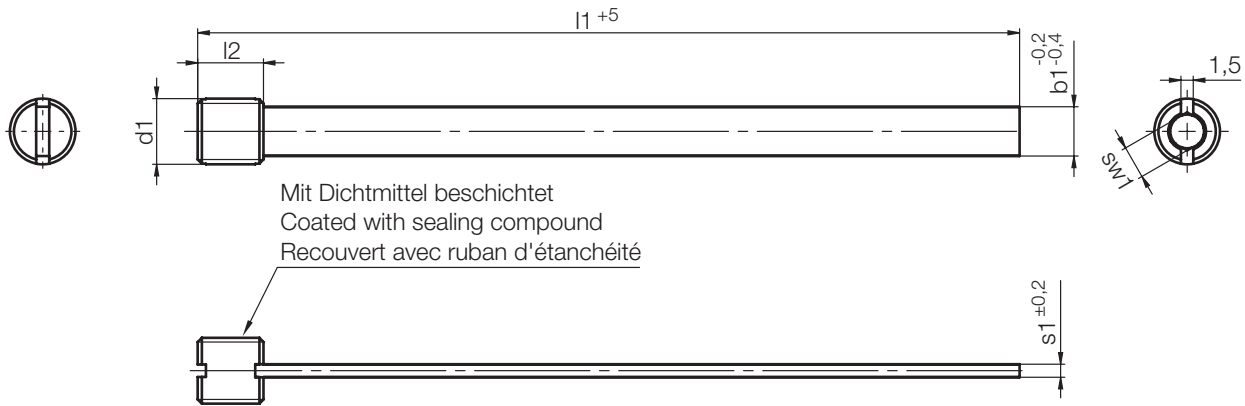 l1 +5
l2
d1
b1 -0,2 -0,4
1,5
SW1
Mit Dichtmittel beschichtet
Coated with sealing compound
Recouvert avec ruban d'étanchéité
s1 ±0,2